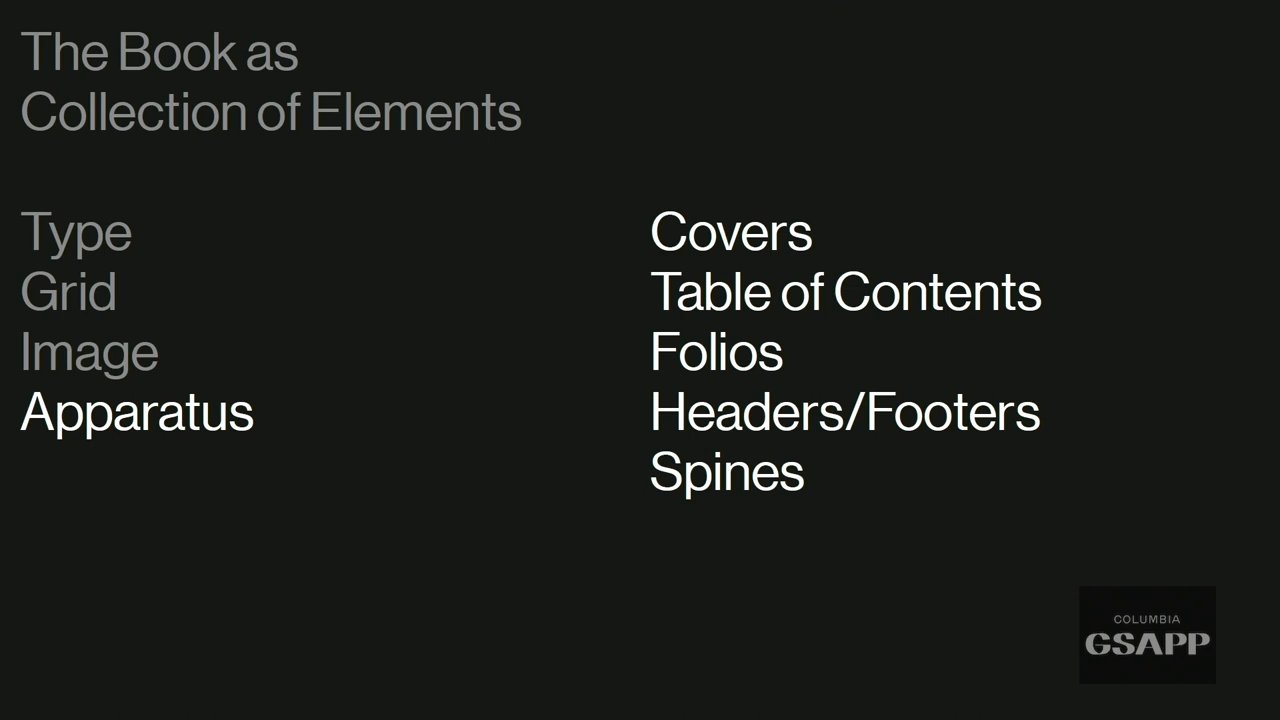 The Book as
Collection of Elements
Type
Grid
Image
Apparatus
Covers
Table of Contents
Folios
Headers/Footers
Spines
COLUMBIA
GSAPP